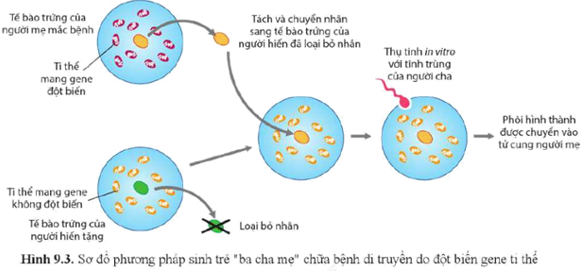 Tế bào trứng của
người mẹ mắc bệnh
Ti thể
mang gene
đột biến
Tách và chuyển nhân
sang tế bào trứng của
người hiến đã loại bỏ nhân
Thụ tinh in vitro
với tinh trùng
của người cha
Phôi hình thành
được chuyển vào
tử cung người mẹ
Ti thể mang gene
không đột biến
Tế bào trứng của
người hiến tặng
Loại bỏ nhân
Hình 9.3. Sơ đồ phương pháp sinh trẻ "ba cha mẹ" chữa bệnh di truyền do đột biến gene ti thể